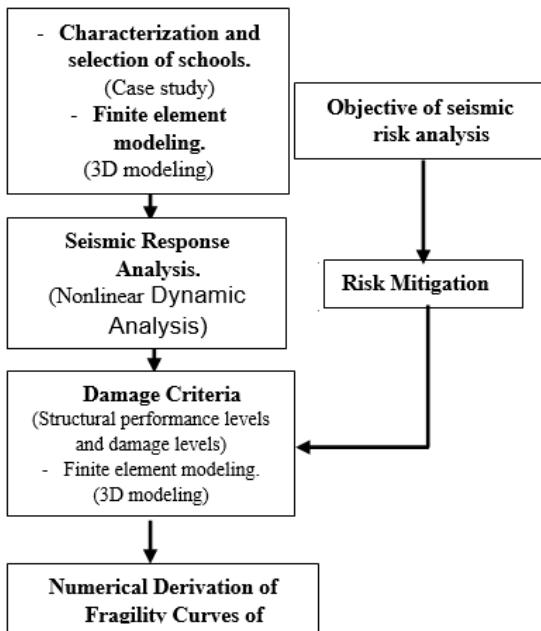 - Characterization and
selection of schools.
(Case study)
- Finite element
modeling.
(3D modeling)
Objective of seismic
risk analysis
Seismic Response
Analysis.
(Nonlinear Dynamic
Analysis)
Risk Mitigation
Damage Criteria
(Structural performance levels
and damage levels)
- Finite element modeling.
(3D modeling)
Numerical Derivation of
Fragility Curves of